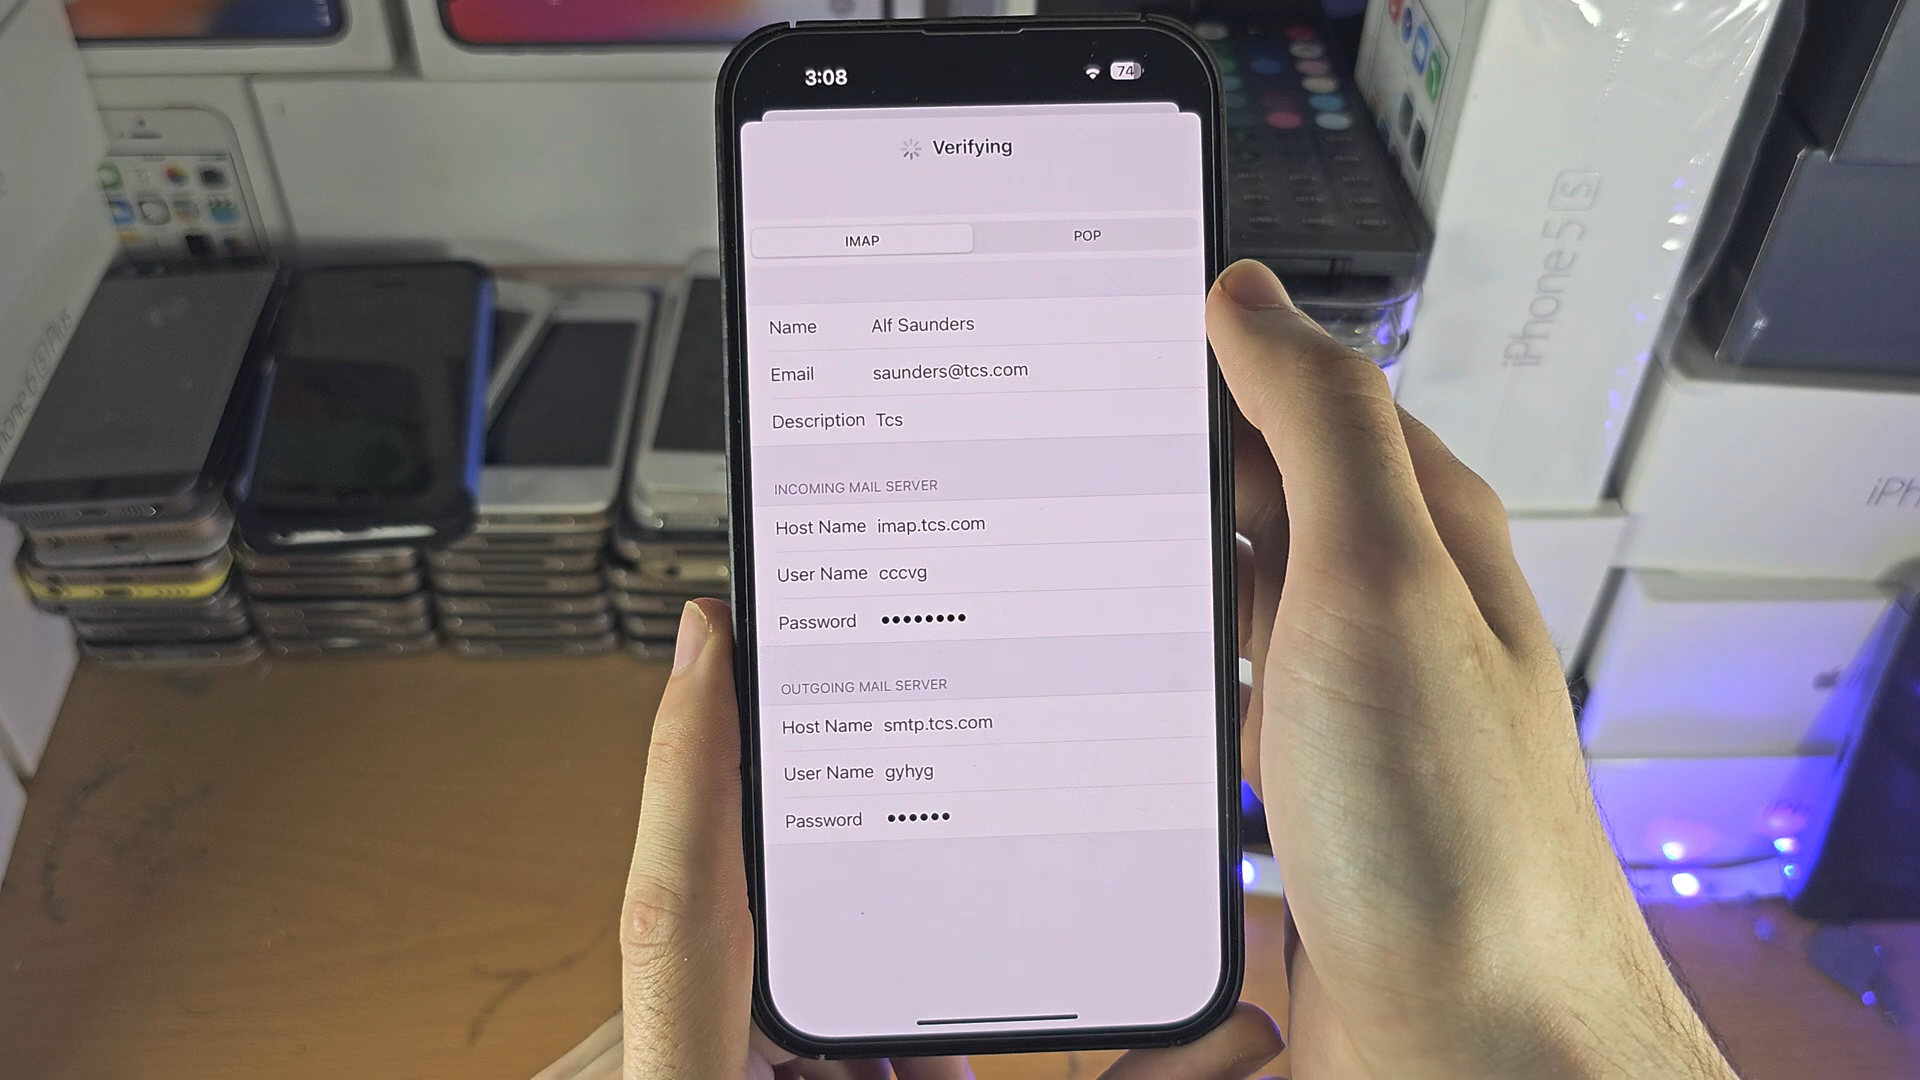 3:08
74
Verifying
IMAP
POP
Name Alf Saunders
Email saunders@tcs.com
Description Tcs
INCOMING MAIL SERVER
Host Name imap.tcs.com
User Name cccvg
Password ••••••••
OUTGOING MAIL SERVER
Host Name smtp.tcs.com
User Name gyhyg
Password ••••••
iPhone 5s